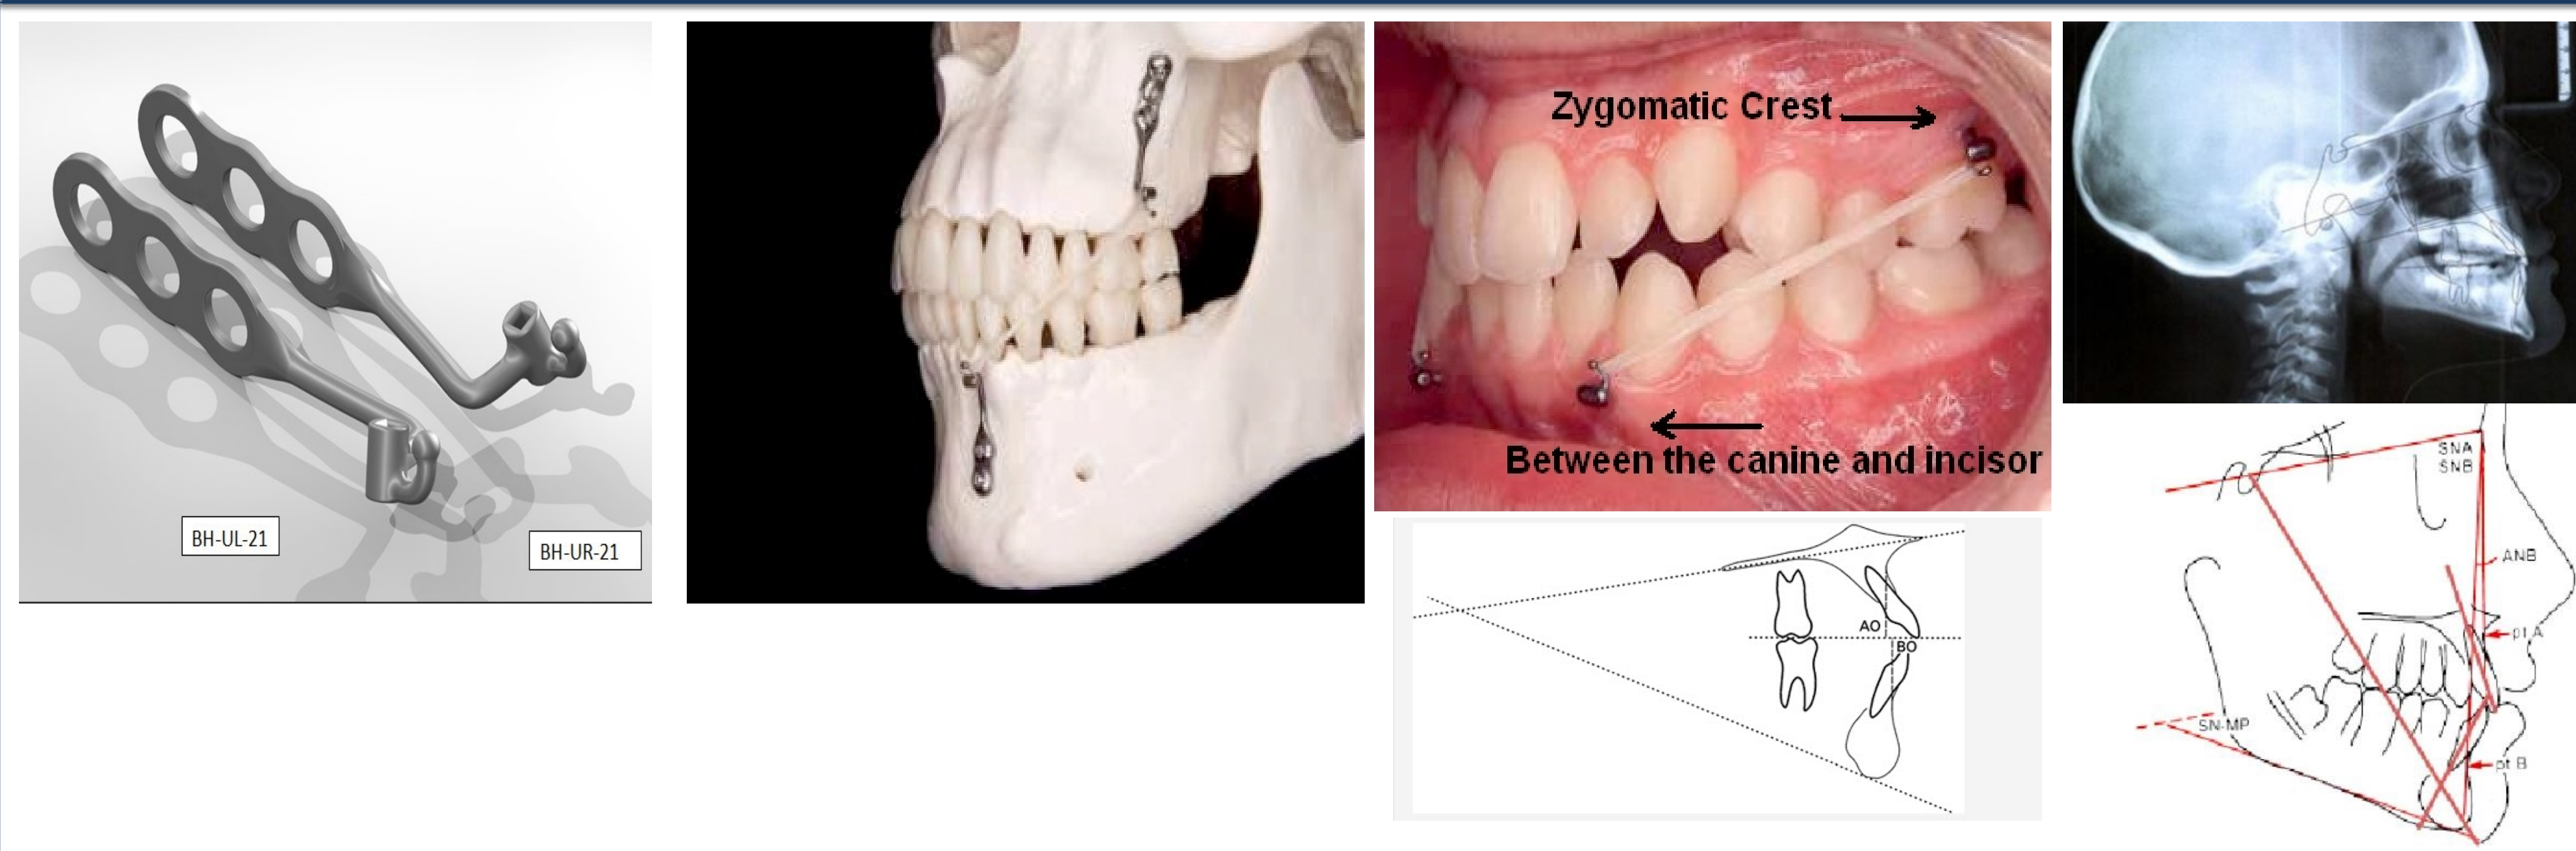 BH-UL-21
BH-UR-21
Zygomatic Crest
Between the canine and incisor
AO
BO
SNA
SNB
ANB
pt A
SN-MP
pt B